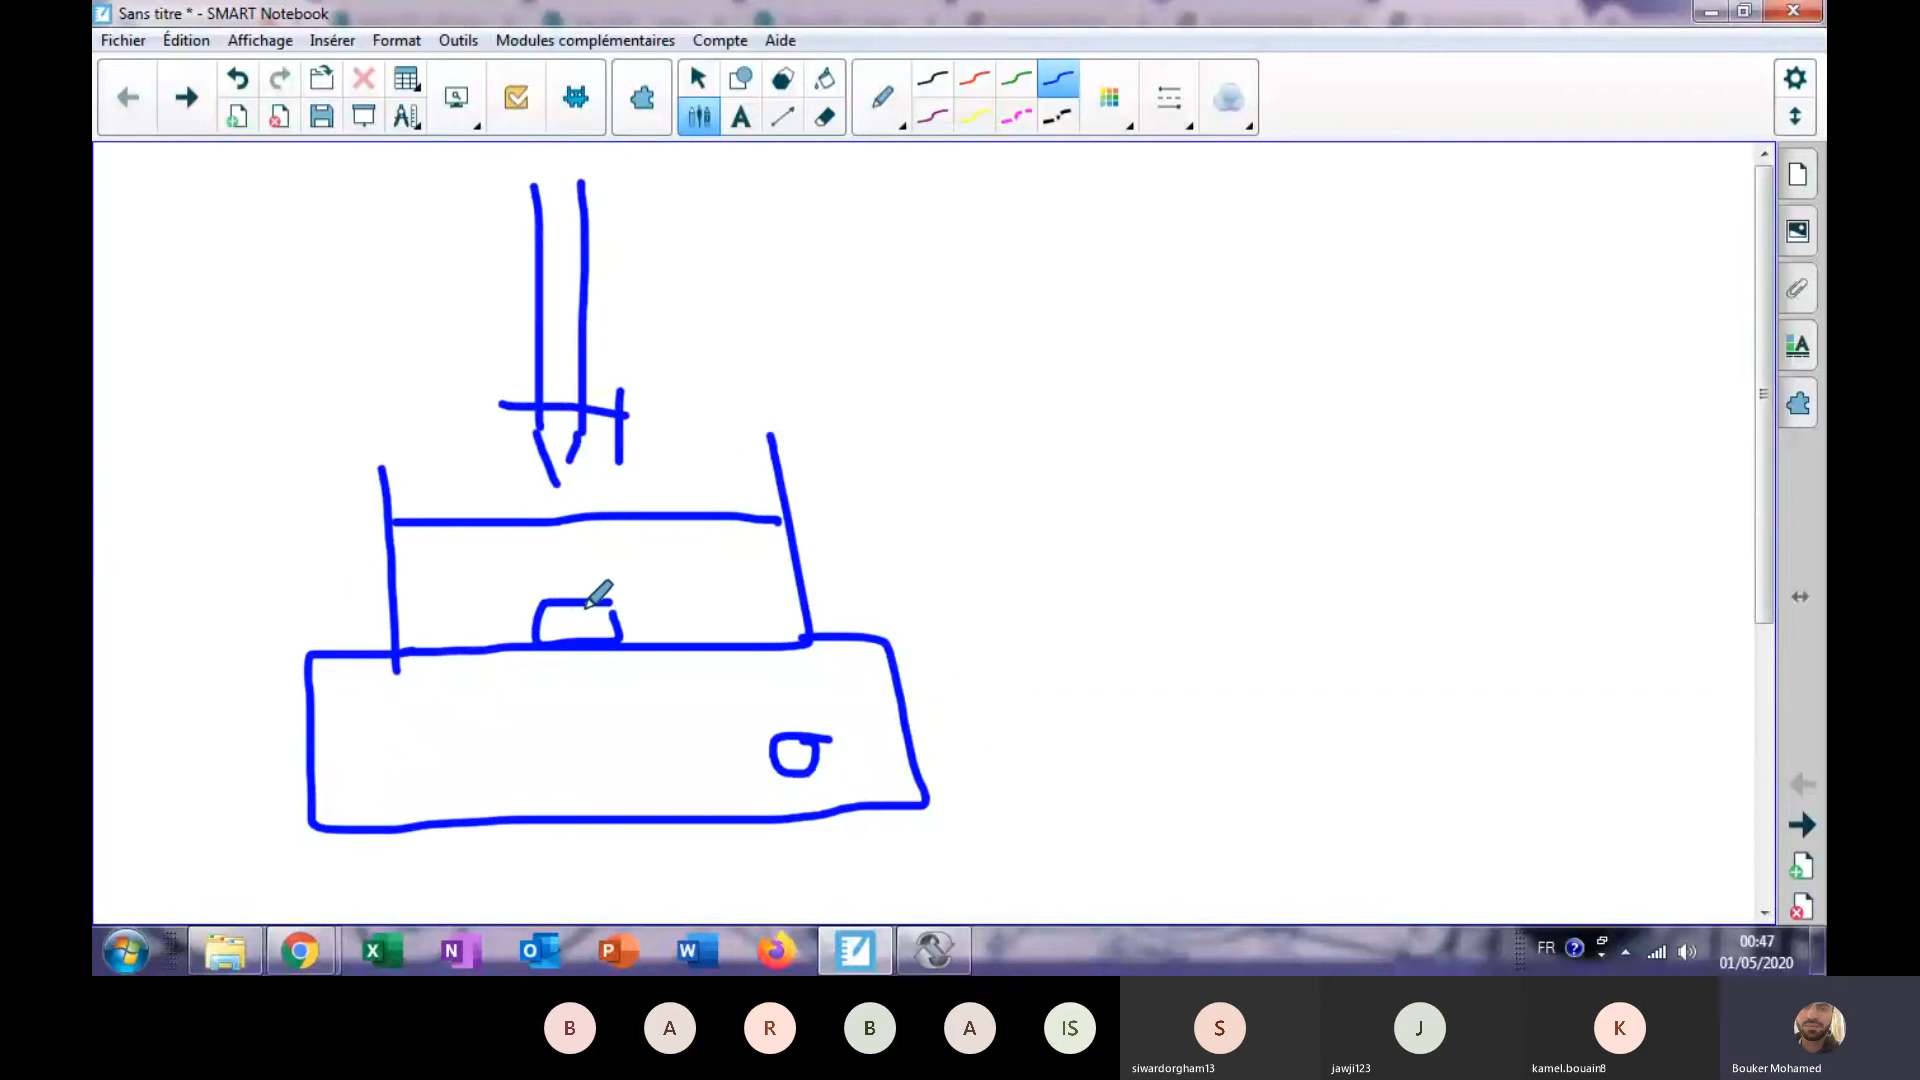 Sans titre * - SMART Notebook
Fichier Édition Affichage Insérer Format Outils Modules complémentaires Compte Aide
A
A
X N O P W
FR ? 00:47
01/05/2020
B A R B A IS S J K
siwardorgham13 jawji123 kamel.bouain8 Bouker Mohamed